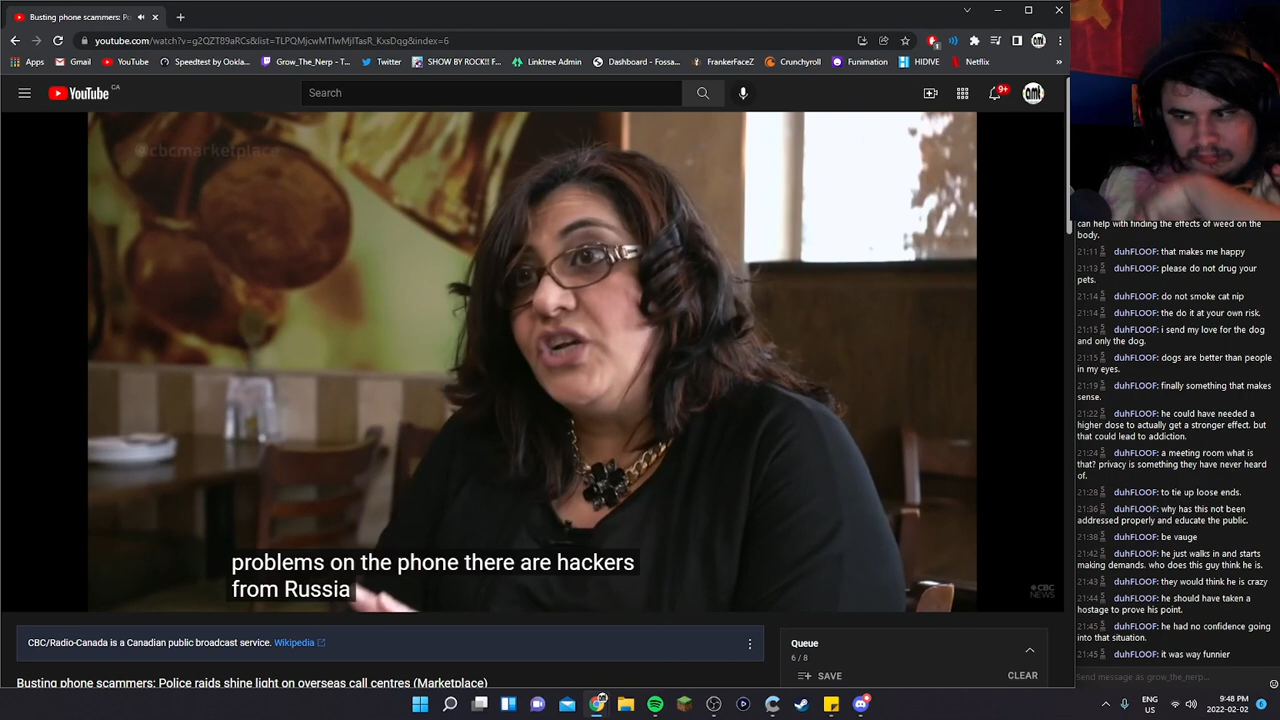 Busting phone scammers: Po
youtube.com/watch?v=g2QZT89aRCs&list=TLPQMjcwMTIwMjITasR_KxsDqg&index=6
Apps
Gmail
YouTube
Speedtest by Ookla...
Grow_The_Nerp - T...
Twitter
SHOW BY ROCK!! F...
Linktree Admin
Dashboard - Fossa...
FrankerFaceZ
Crunchyroll
Funimation
HIDIVE
Netflix
»
YouTube CA
Search
9+
@cbcmarketplace
problems on the phone there are hackers
from Russia
CBC
NEWS
CBC/Radio-Canada is a Canadian public broadcast service. Wikipedia
Queue
6 / 8
SAVE
CLEAR
Busting phone scammers: Police raids shine light on overseas call centres (Marketplace)
can help with finding the effects of weed on the
body.
21:11 duhFLOOF: that makes me happy
21:13 duhFLOOF: please do not drug your
pets.
21:14 duhFLOOF: do not smoke cat nip
21:14 duhFLOOF: the do it at your own risk.
21:15 duhFLOOF: i send my love for the dog
and only the dog.
21:15 duhFLOOF: dogs are better than people
in my eyes.
21:19 duhFLOOF: finally something that makes
sense.
21:22 duhFLOOF: he could have needed a
higher dose to actually get a stronger effect. but
that could lead to addiction.
21:24 duhFLOOF: a meeting room what is
that? privacy is something they have never heard
of.
21:28 duhFLOOF: to tie up loose ends.
21:36 duhFLOOF: why has this not been
addressed properly and educate the public.
21:38 duhFLOOF: be vauge
21:42 duhFLOOF: he just walks in and starts
making demands. who does this guy think he is.
21:43 duhFLOOF: they would think he is crazy
21:44 duhFLOOF: he should have taken a
hostage to prove his point.
21:45 duhFLOOF: he had no confidence going
into that situation.
21:45 duhFLOOF: it was way funnier
Send message as grow_the_nerp...
ENG
US
9:48 PM
2022-02-02